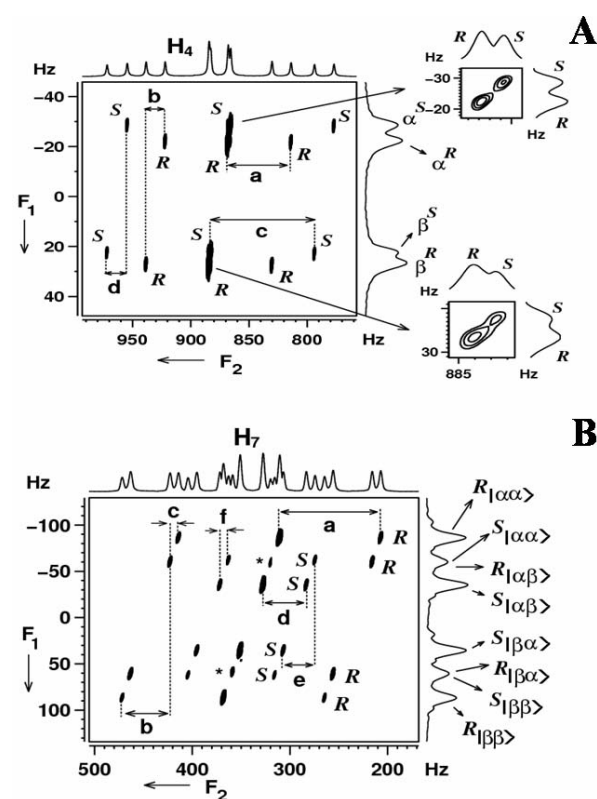 A
H4
Hz
R
S
Hz
−30
−20
Hz
S
R
−40
−20
0
20
40
F1
b
S
R
R
a
R
S
αS
αR
S
S
c
S
d
R
R
R
βS
βR
Hz
R
S
S
R
30
885
Hz
950
900
850
800
Hz
F2
B
H7
Hz
−100
−50
0
50
100
F1
c
f
a
R
*
S
R
S
d
S
e
*
S
R
b
R
R|αα>
S|αα>
R|αβ>
S|αβ>
S|βα>
R|βα>
S|ββ>
R|ββ>
500
400
300
200
Hz
F2